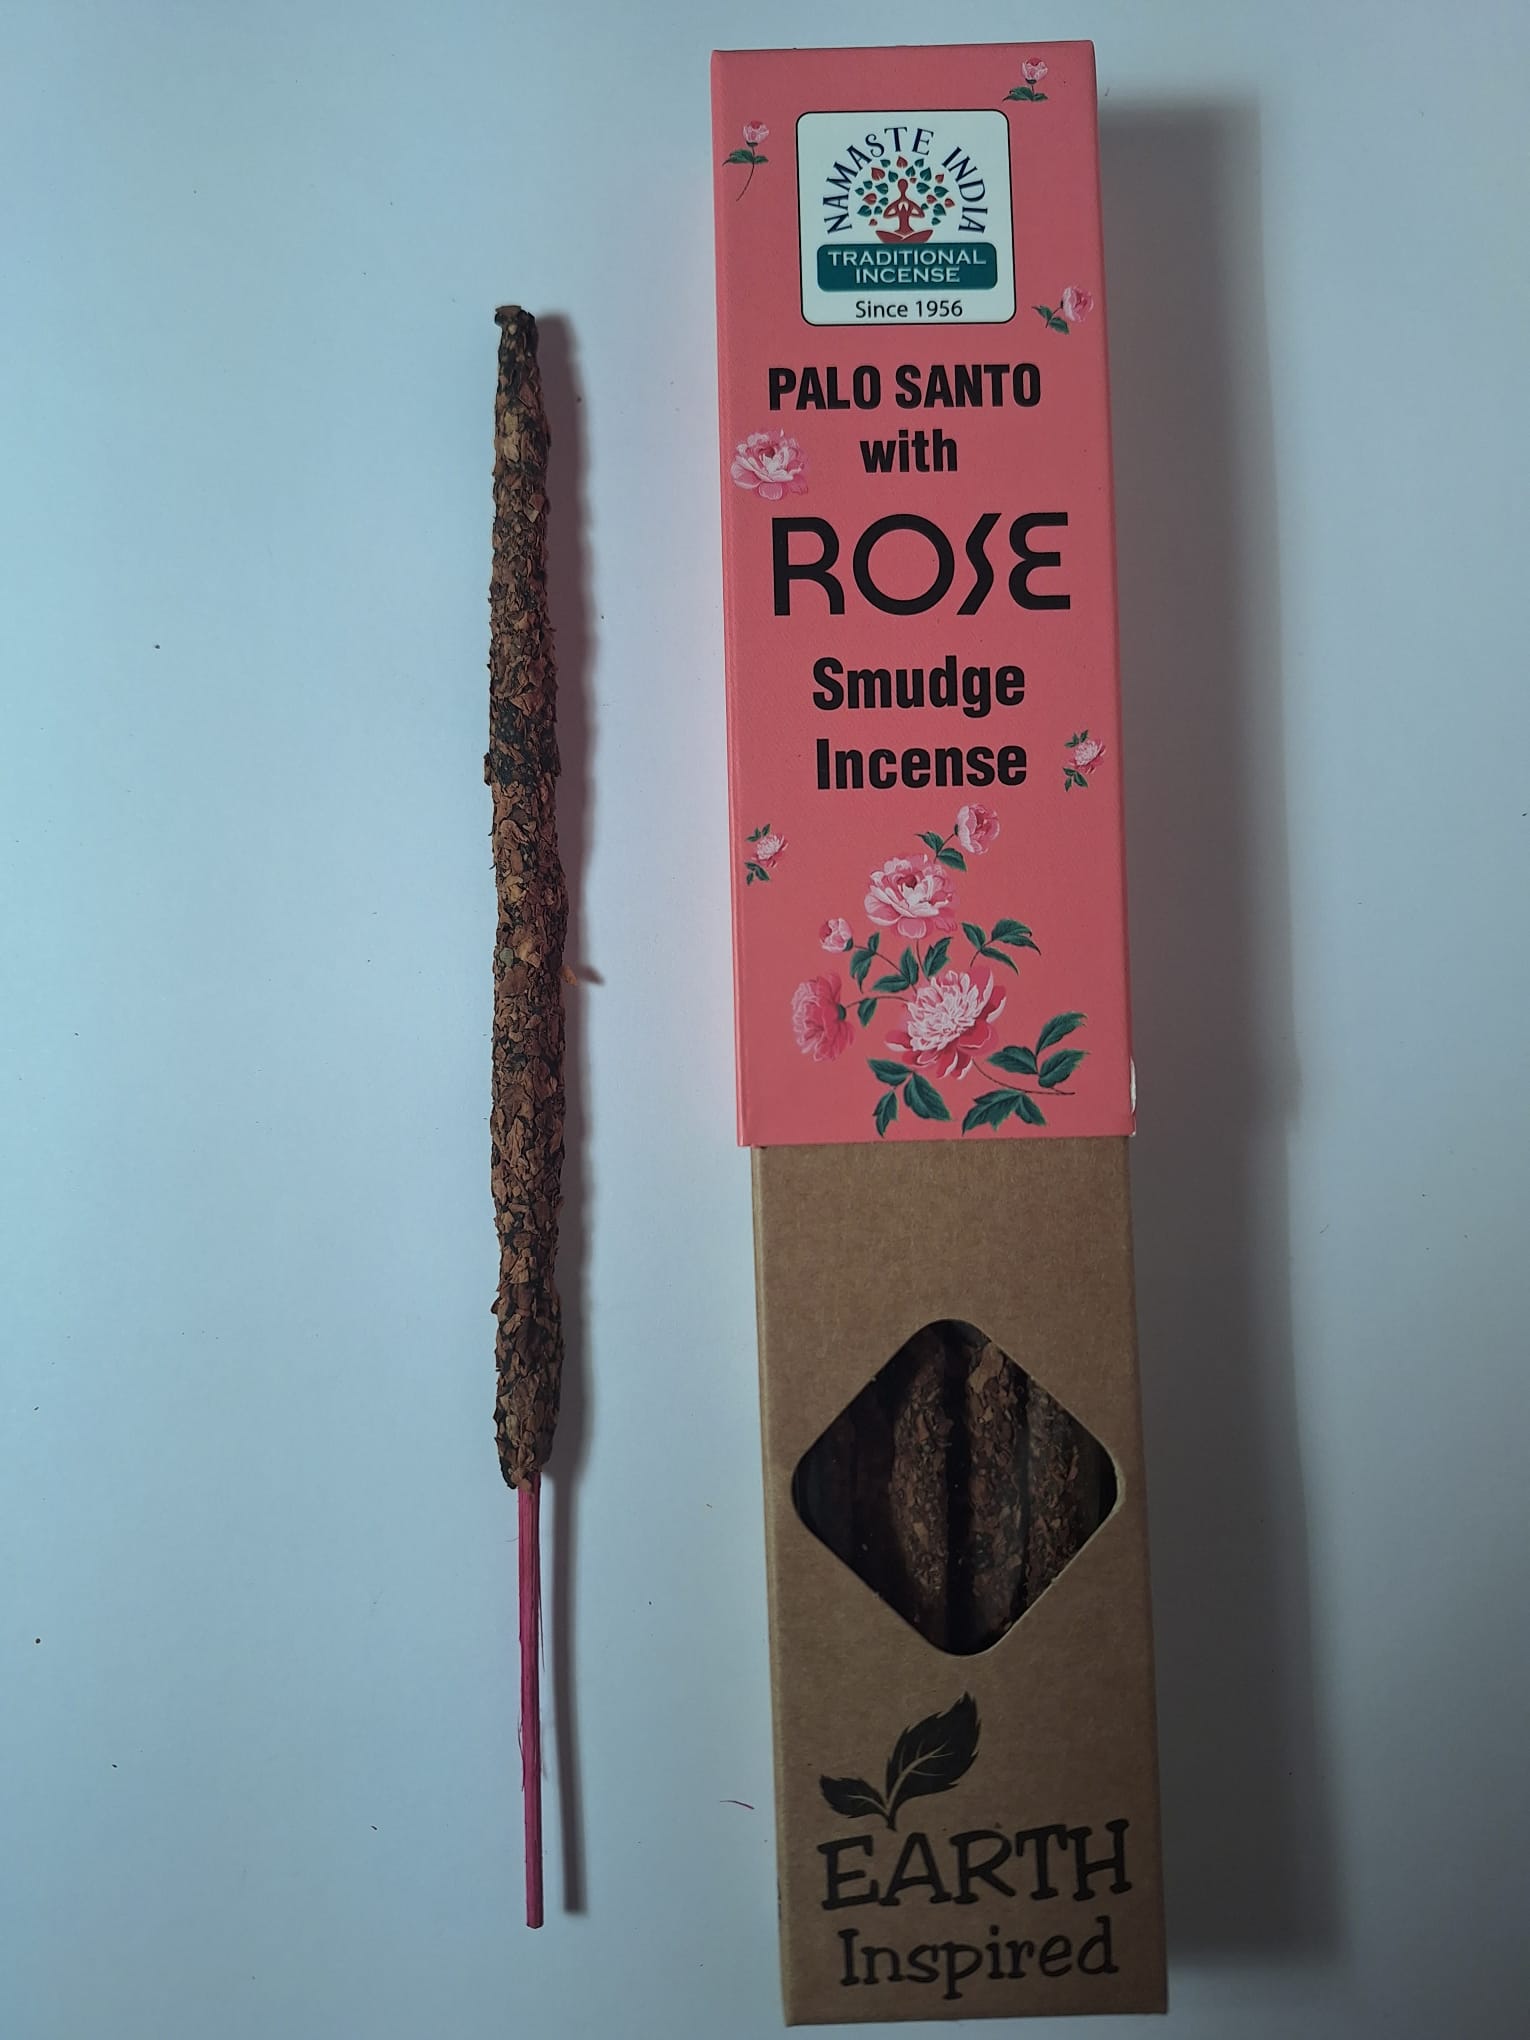 NAMASTE INDIA
TRADITIONAL
INCENSE
Since 1956
PALO SANTO
with
ROSE
Smudge
Incense
EARTH
Inspired